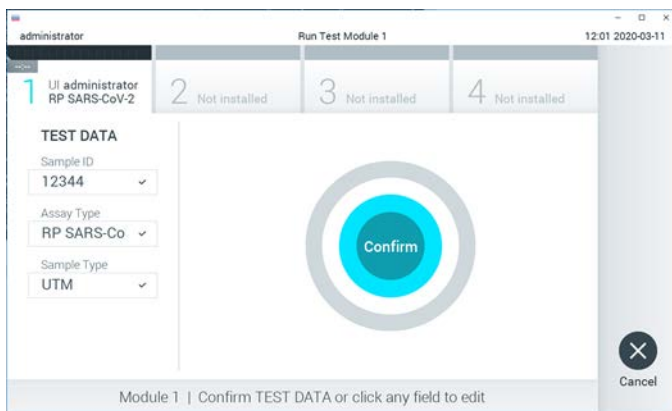 administrator
Run Test Module 1
12:01 2020-03-11
1
UI administrator
RP SARS-CoV-2
2 Not installed
3 Not installed
4 Not installed
TEST DATA
Sample ID
12344
Assay Type
RP SARS-Co
Sample Type
UTM
Confirm
Cancel
Module 1 | Confirm TEST DATA or click any field to edit